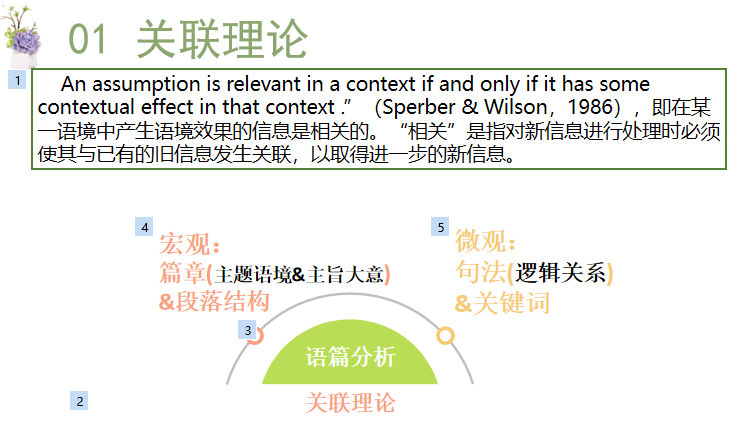 01 关联理论
1
An assumption is relevant in a context if and only if it has some
contextual effect in that context .”（Sperber & Wilson，1986），即在某
一语境中产生语境效果的信息是相关的。“相关”是指对新信息进行处理时必须
使其与已有的旧信息发生关联，以取得进一步的新信息。
4
宏观：
篇章(主题语境&主旨大意)
&段落结构
5
微观：
句法(逻辑关系)
&关键词
3
语篇分析
关联理论
2